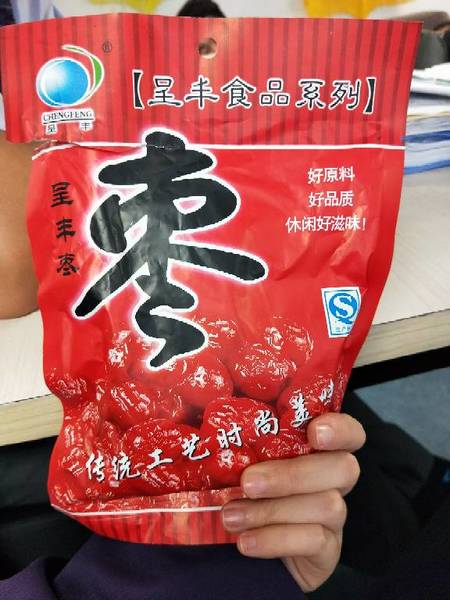 ®
CHENGFENG
呈丰
【呈丰食品系列】
呈丰枣
枣
好原料
好品质
休闲好滋味!
传统工艺时尚美味